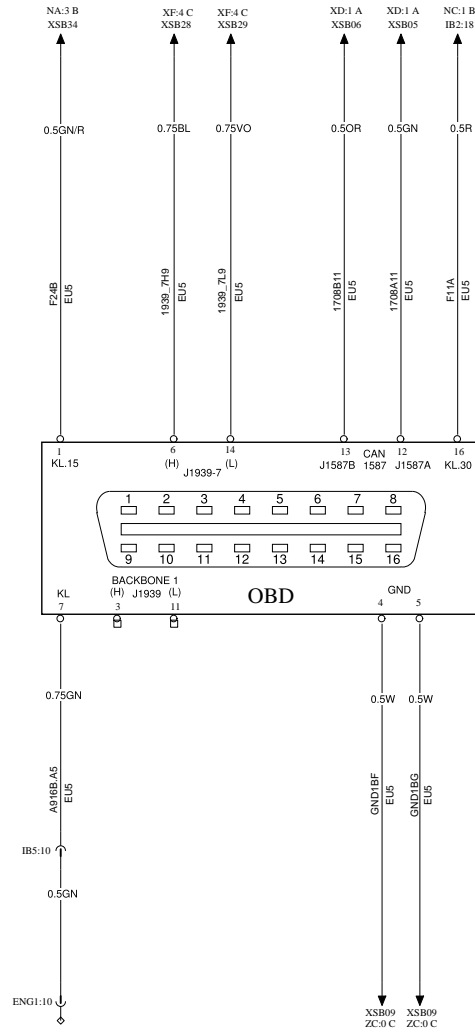 NA:3 B XF:4 C XF:4 C XD:1 A XD:1 A NC:1 B
XSB34 XSB28 XSB29 XSB06 XSB05 IB2:18
0.5GN/R 0.75BL 0.75VO 0.5OR 0.5GN 0.5R
F24B EU5
1939_7H9 EU5
1939_7L9 EU5
1708B11 EU5
1708A11 EU5
F11A EU5
1 6 14 13 12 16
KL.15 (H) (L) J1587B CAN J1587A KL.30
J1939-7 1587
1 2 3 4 5 6 7 8
9 10 11 12 13 14 15 16
BACKBONE 1
KL (H) J1939 (L) OBD GND
7 3 11 4 5
0.75GN 0.5W 0.5W
A916B.A5 EU5
GND1BF EU5
GND1BG EU5
IB5:10
0.5GN
ENG1:10
XSB09 XSB09
ZC:0 C ZC:0 C